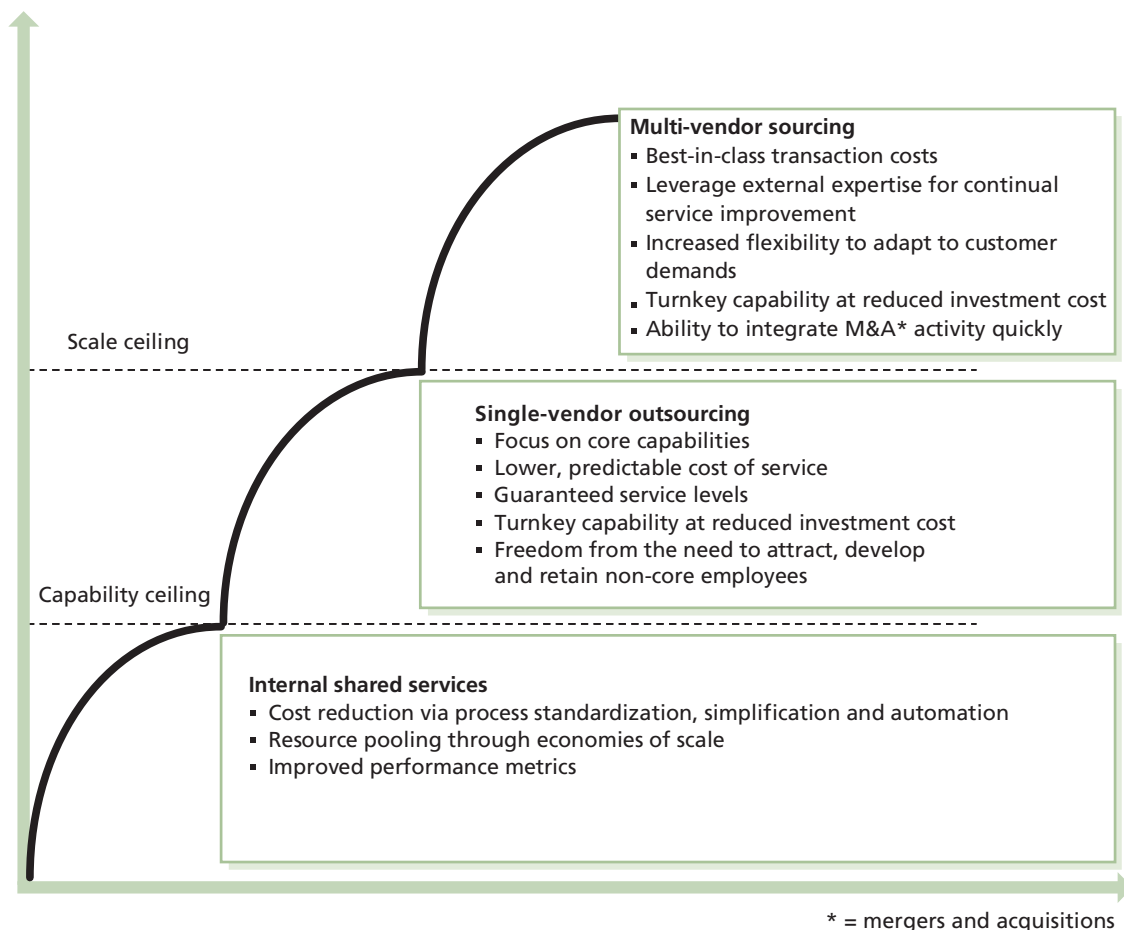 Multi-vendor sourcing
▪ Best-in-class transaction costs
▪ Leverage external expertise for continual
service improvement
▪ Increased flexibility to adapt to customer
demands
▪ Turnkey capability at reduced investment cost
▪ Ability to integrate M&A* activity quickly
Scale ceiling
Single-vendor outsourcing
▪ Focus on core capabilities
▪ Lower, predictable cost of service
▪ Guaranteed service levels
▪ Turnkey capability at reduced investment cost
▪ Freedom from the need to attract, develop
and retain non-core employees
Capability ceiling
Internal shared services
▪ Cost reduction via process standardization, simplification and automation
▪ Resource pooling through economies of scale
▪ Improved performance metrics
* = mergers and acquisitions